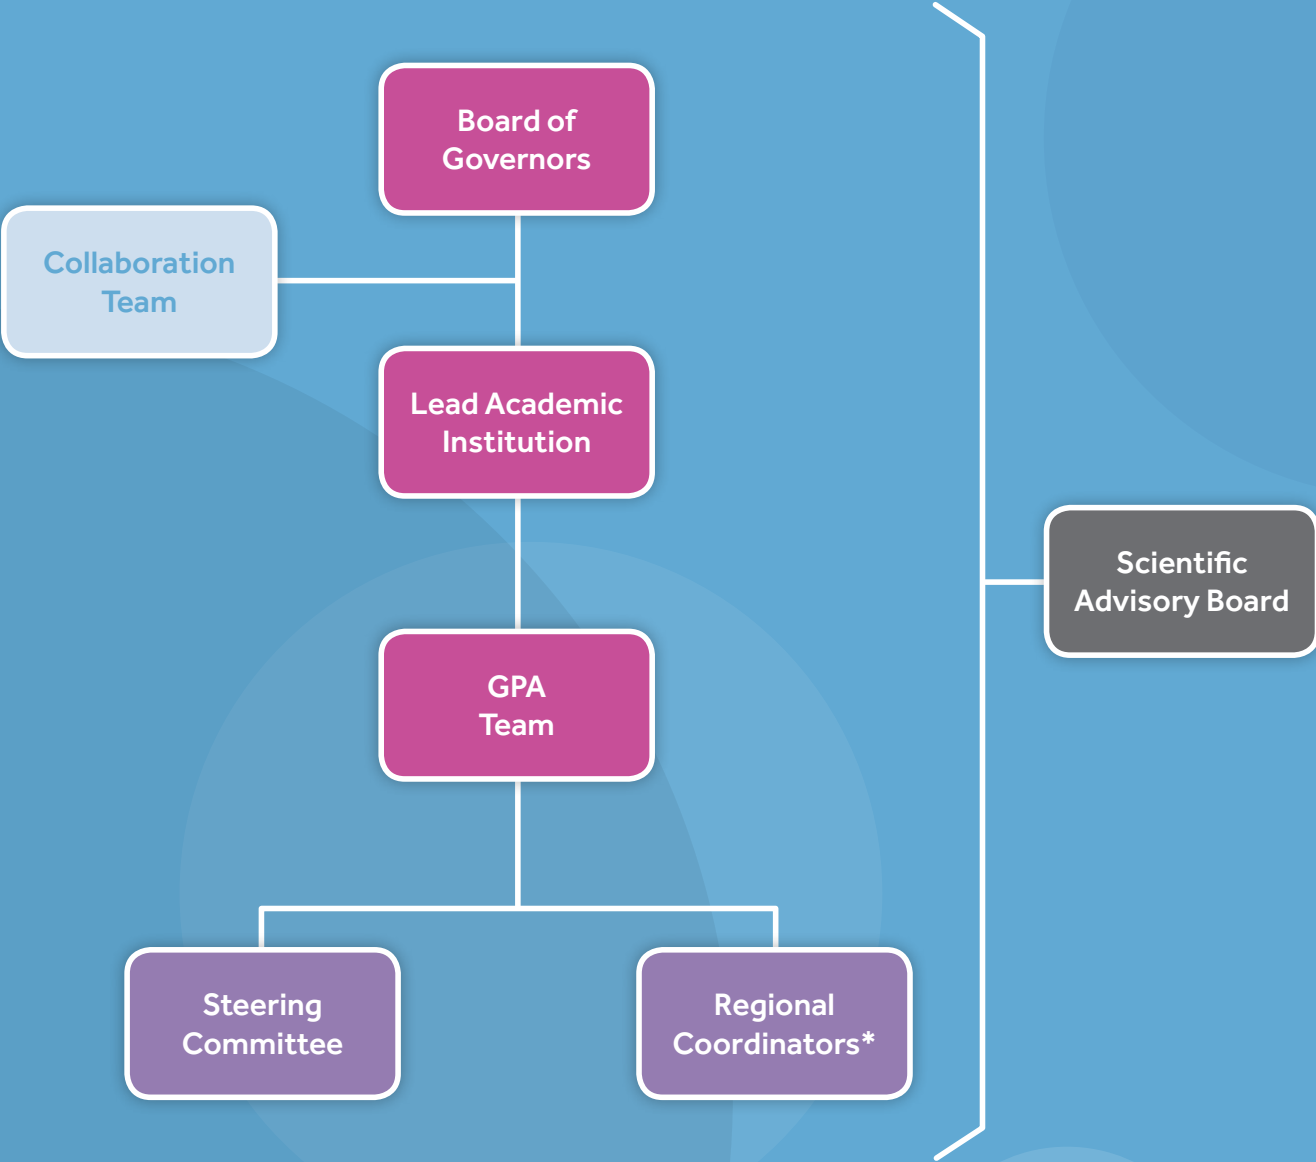 Board of
Governors
Collaboration
Team
Lead Academic
Institution
Scientific
Advisory Board
GPA
Team
Steering
Committee
Regional
Coordinators*